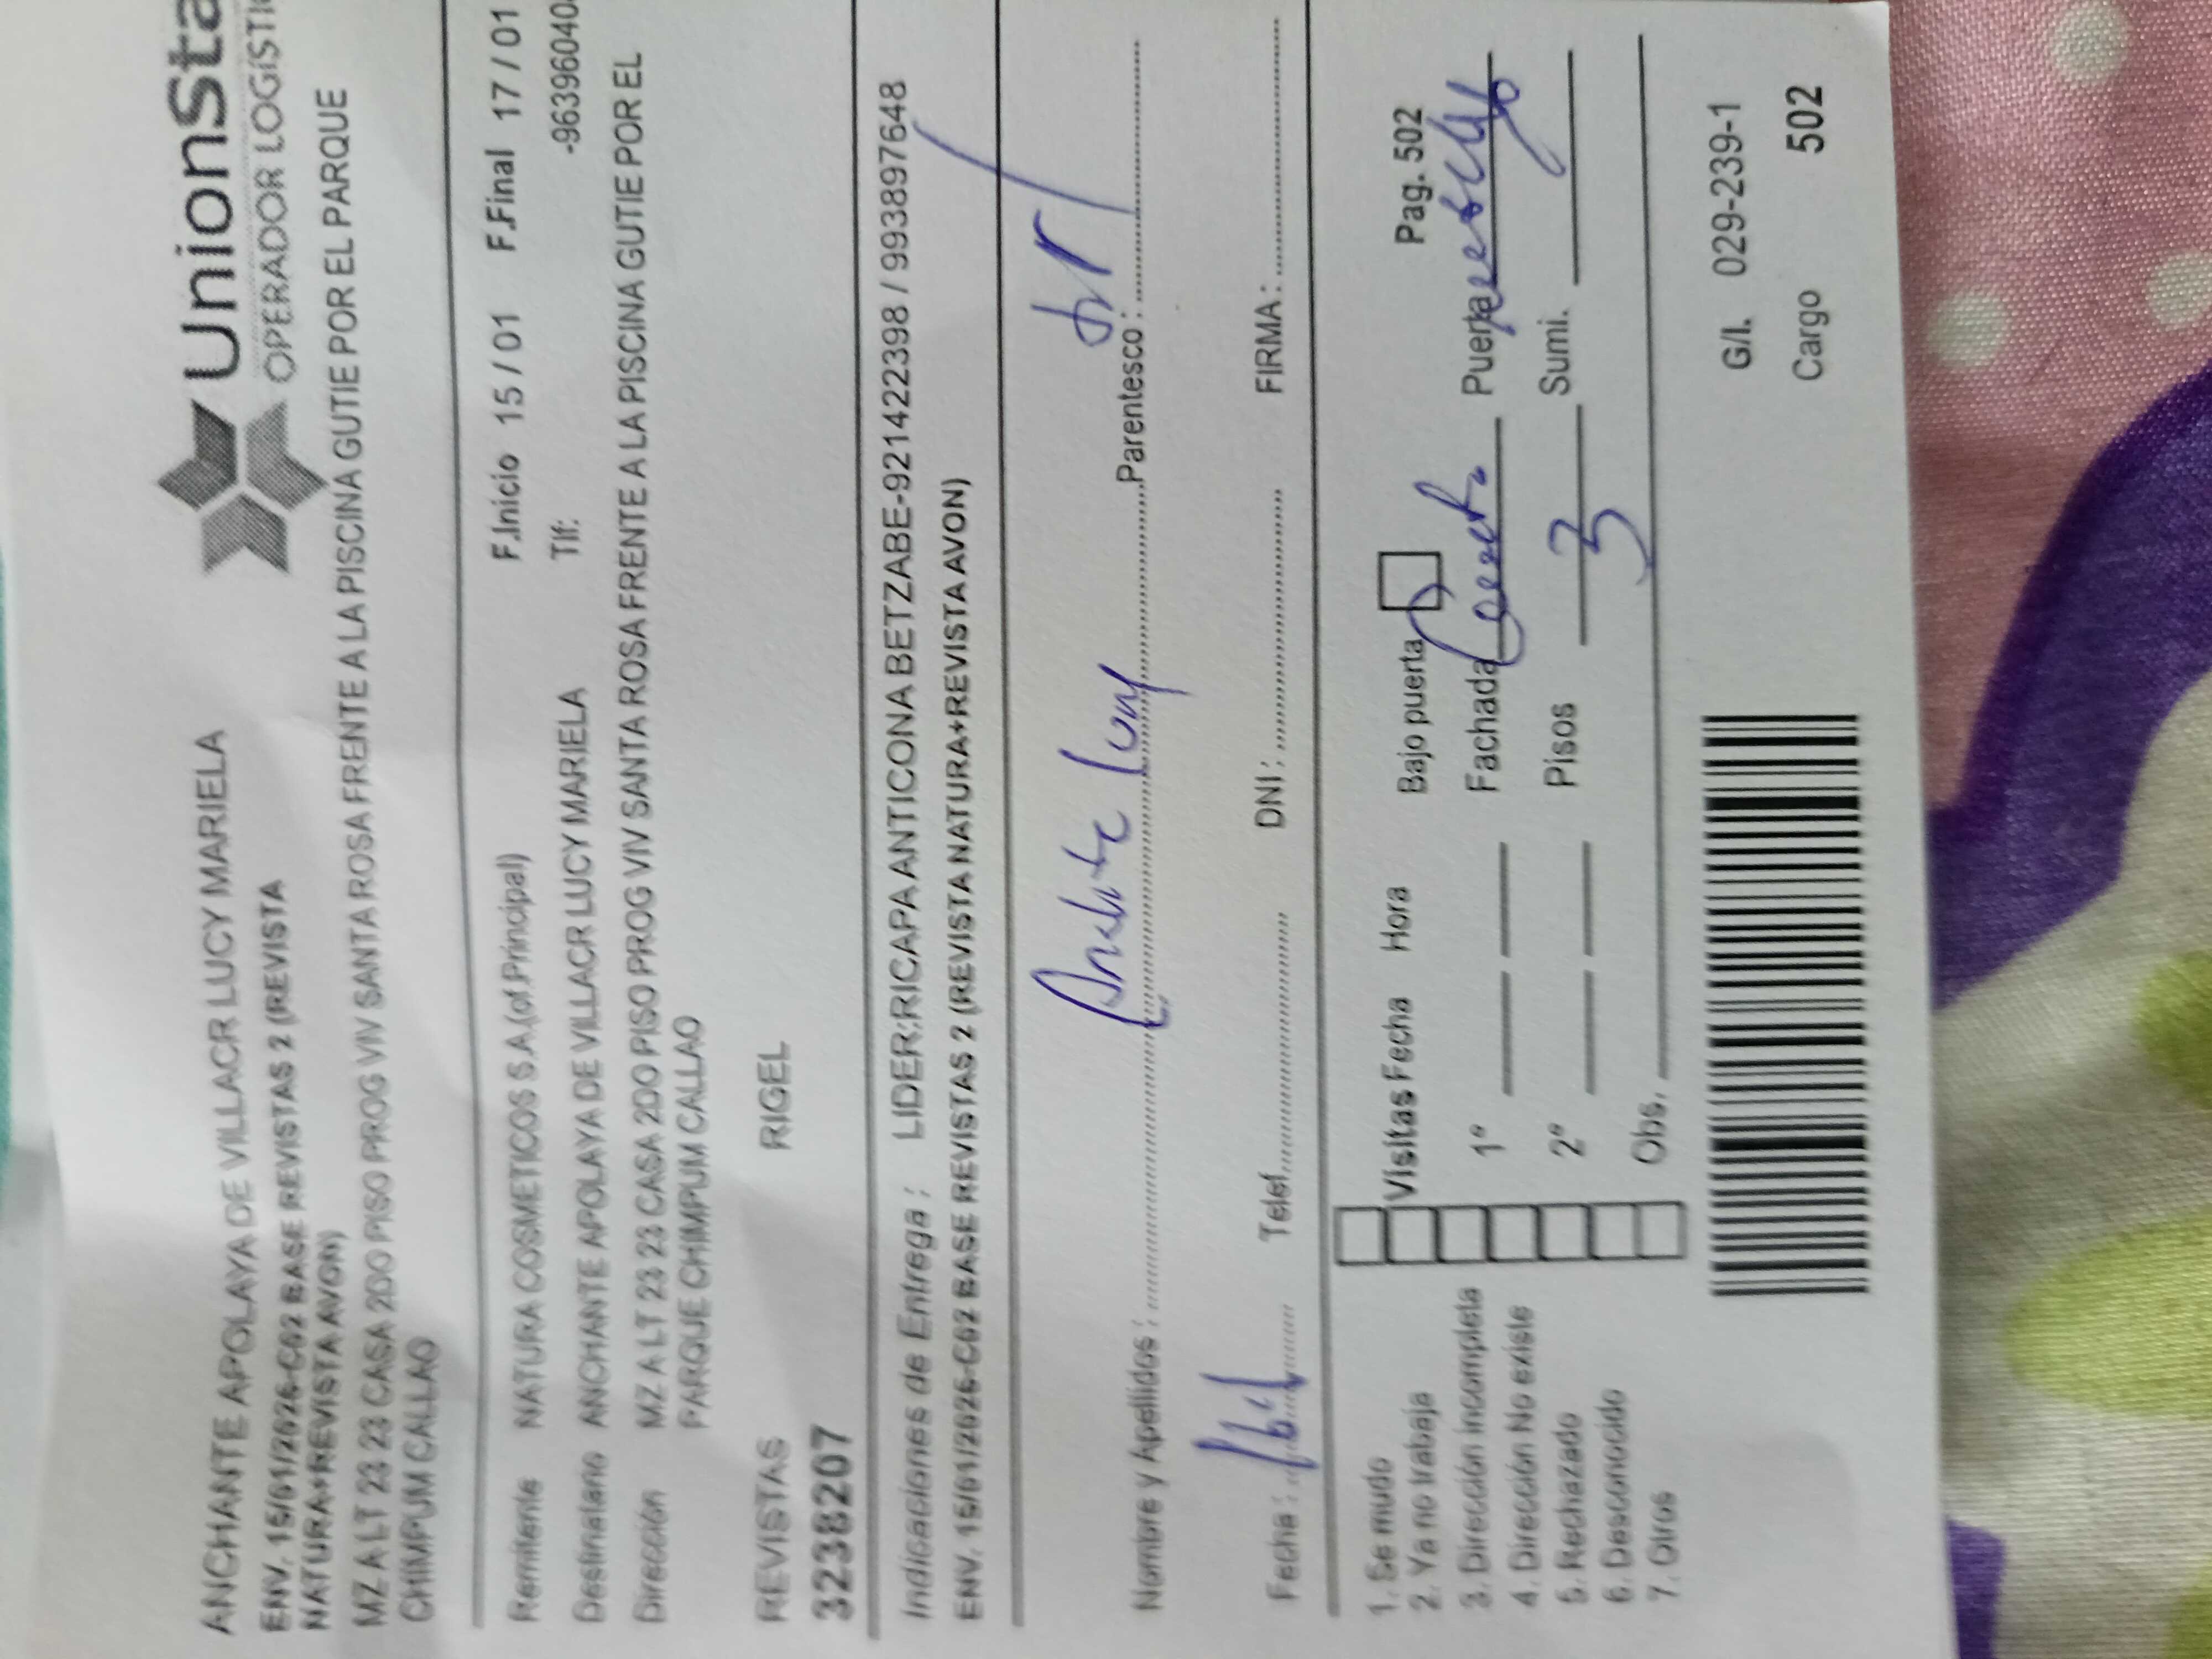 ANCHANTE APOLAYA DE VILLACR LUCY MARIELA
ENV. 15/01/2026-C02 BASE REVISTAS 2 (REVISTA
NATURA+REVISTA AVON)
MZ A LT 23 23 CASA 2DO PISO PROG VIV SANTA ROSA FRENTE A LA PISCINA GUTIE POR EL PARQUE
CHIMPUM CALLAO
UnionSta
OPERADOR LOGÍSTI
Remitente NATURA COSMETICOS S.A.(of.Principal) F.Inicio 15 / 01 F.Final 17 / 01
Destinatario ANCHANTE APOLAYA DE VILLACR LUCY MARIELA Tlf: -96396040
Dirección MZ A LT 23 23 CASA 2DO PISO PROG VIV SANTA ROSA FRENTE A LA PISCINA GUTIE POR EL
PARQUE CHIMPUM CALLAO
REVISTAS RIGEL
32388207
Indicaciones de Entrega : LIDER:RICAPA ANTICONA BETZABE-921422398 / 993897648
ENV. 15/01/2026-C02 BASE REVISTAS 2 (REVISTA NATURA+REVISTA AVON)
Nombre y Apellidos : Parentesco :
Fecha : Telef. DNI : FIRMA :
1. Se mudo
2. Ya no trabaja
3. Dirección incompleta
4. Dirección No existe
5. Rechazado
6. Desconocido
7. Otros
Visitas Fecha Hora Bajo puerta Pag. 502
1º Fachada Puerta
2º Pisos 3 Sumi.
Obs.
G/I. 029-239-1
Cargo 502